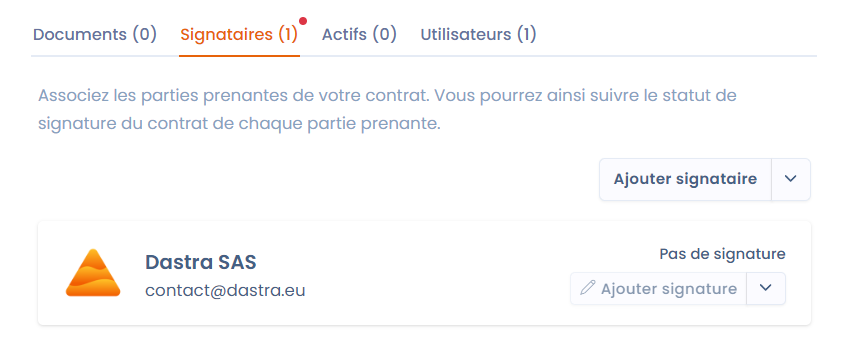 Documents (0) Signataires (1) Actifs (0) Utilisateurs (1)
Associez les parties prenantes de votre contrat. Vous pourrez ainsi suivre le statut de
signature du contrat de chaque partie prenante.
Ajouter signataire
Dastra SAS
contact@dastra.eu
Pas de signature
Ajouter signature